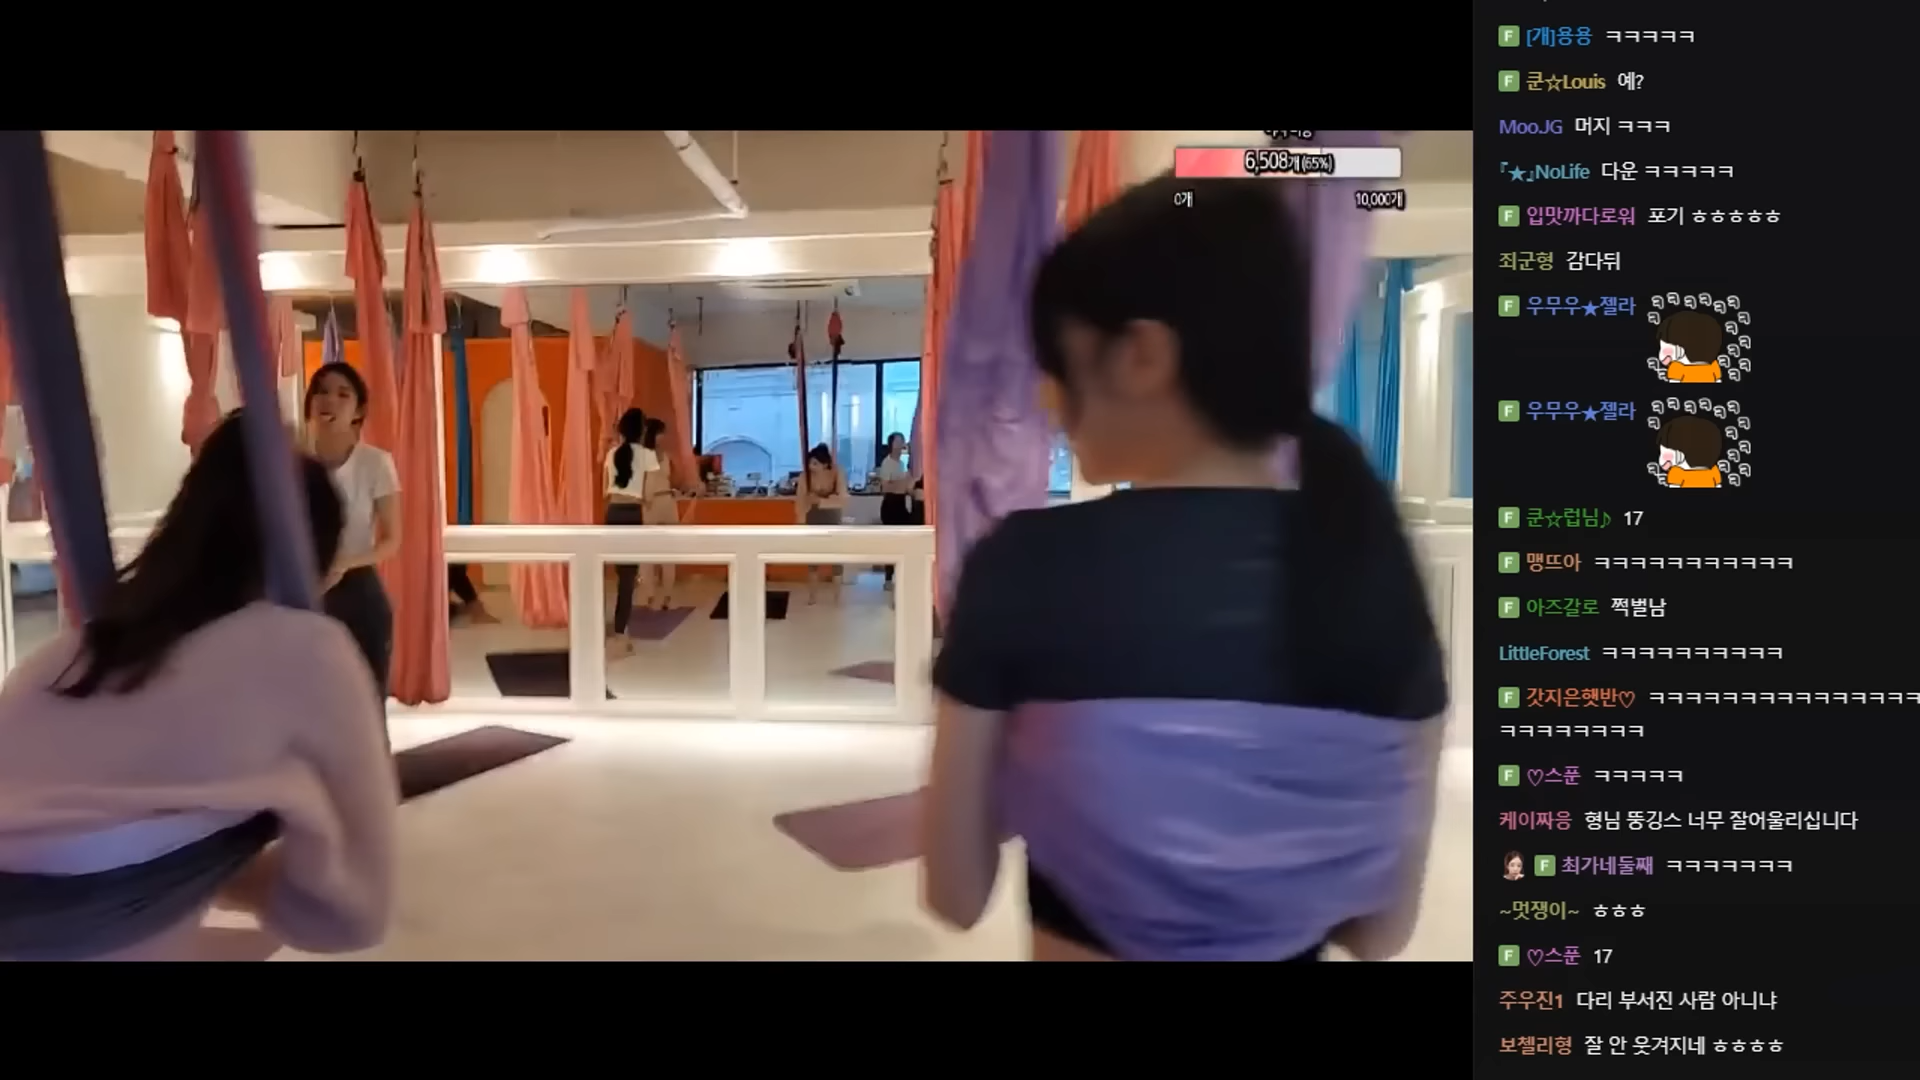 6,508개(65%)
0개
10,000개
F [개]용용 ㅋㅋㅋㅋㅋ
F 쿤☆Louis 예?
MooJG 머지 ㅋㅋㅋ
『★』NoLife 다운 ㅋㅋㅋㅋㅋ
F 입맛까다로워 포기 ㅎㅎㅎㅎㅎ
죄군형 감다뒤
F 우무우★젤라
F 우무우★젤라
F 쿤☆럽님♪ 17
F 맹뜨아 ㅋㅋㅋㅋㅋㅋㅋㅋㅋㅋㅋ
F 아즈갈로 쩍벌남
LittleForest ㅋㅋㅋㅋㅋㅋㅋㅋㅋㅋ
F 갓지은햇반♡ ㅋㅋㅋㅋㅋㅋㅋㅋㅋㅋㅋㅋㅋㅋㅋ
ㅋㅋㅋㅋㅋㅋㅋㅋ
F ♡스푼 ㅋㅋㅋㅋㅋ
케이짜응 형님 똥깅스 너무 잘어울리십니다
F 최가네둘째 ㅋㅋㅋㅋㅋㅋㅋ
~멋쟁이~ ㅎㅎㅎ
F ♡스푼 17
주우진1 다리 부서진 사람 아니냐
보첼리형 잘 안 웃겨지네 ㅎㅎㅎㅎ